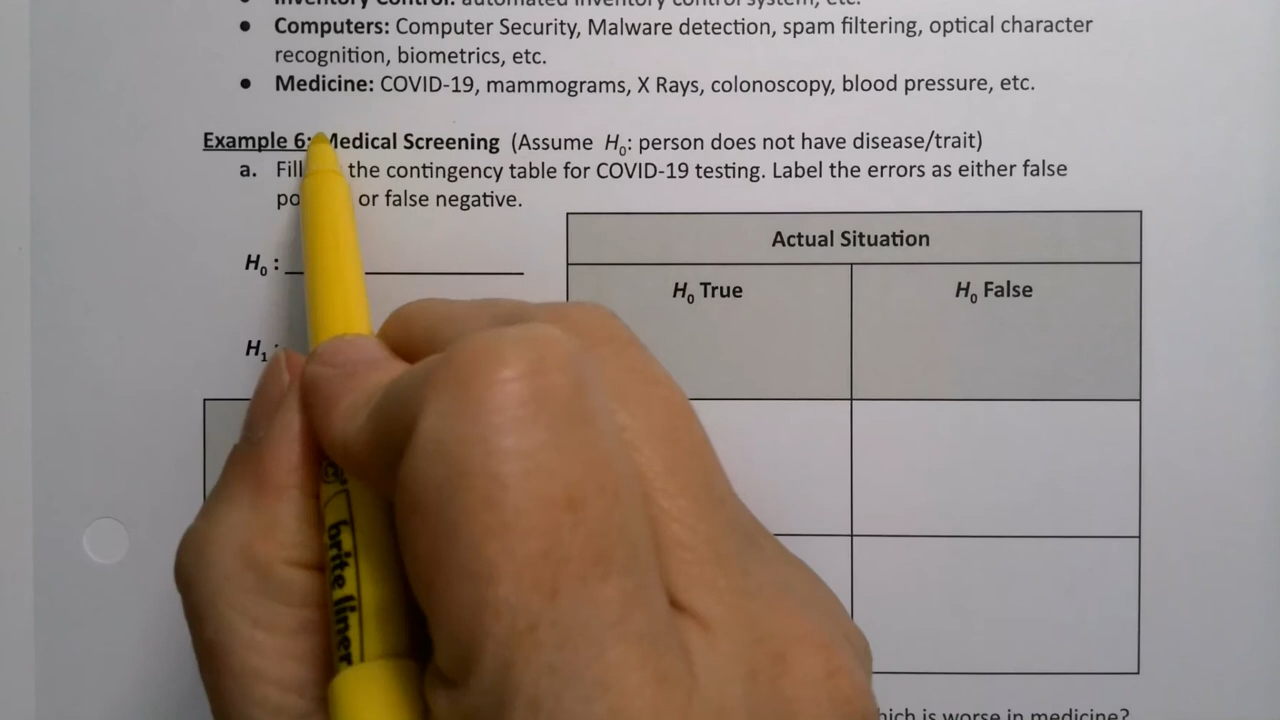 Computers: Computer Security, Malware detection, spam filtering, optical character
recognition, biometrics, etc.
Medicine: COVID-19, mammograms, X Rays, colonoscopy, blood pressure, etc.
Example 6: Medical Screening (Assume H₀: person does not have disease/trait)
a. Fill the contingency table for COVID-19 testing. Label the errors as either false
or false negative.
Actual Situation
H₀ :
H₀ True
H₀ False
H₁
brite liner
which is worse in medicine?